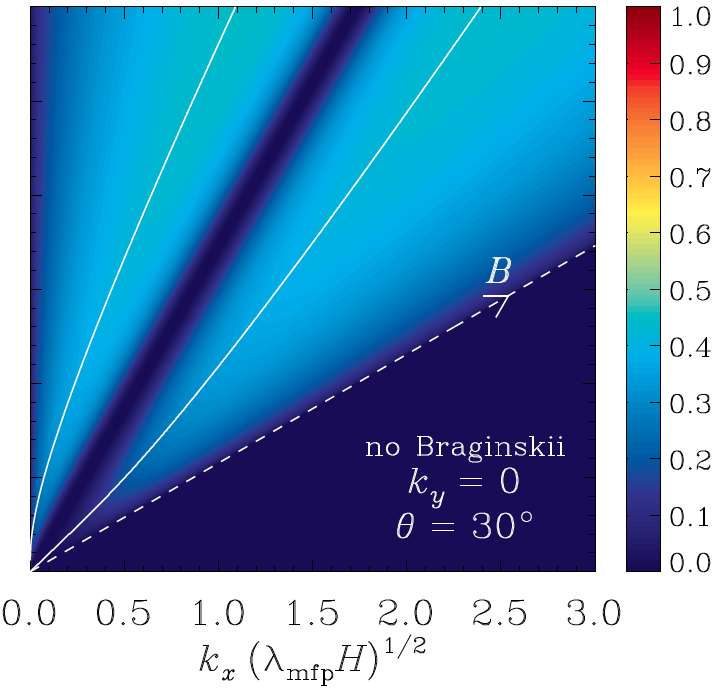 1.0
0.9
0.8
0.7
0.6
0.5
0.4
0.3
0.2
0.1
0.0
B
no Braginskii
k_y = 0
θ = 30°
0.0 0.5 1.0 1.5 2.0 2.5 3.0
k_x (λ_mfp H)^1/2